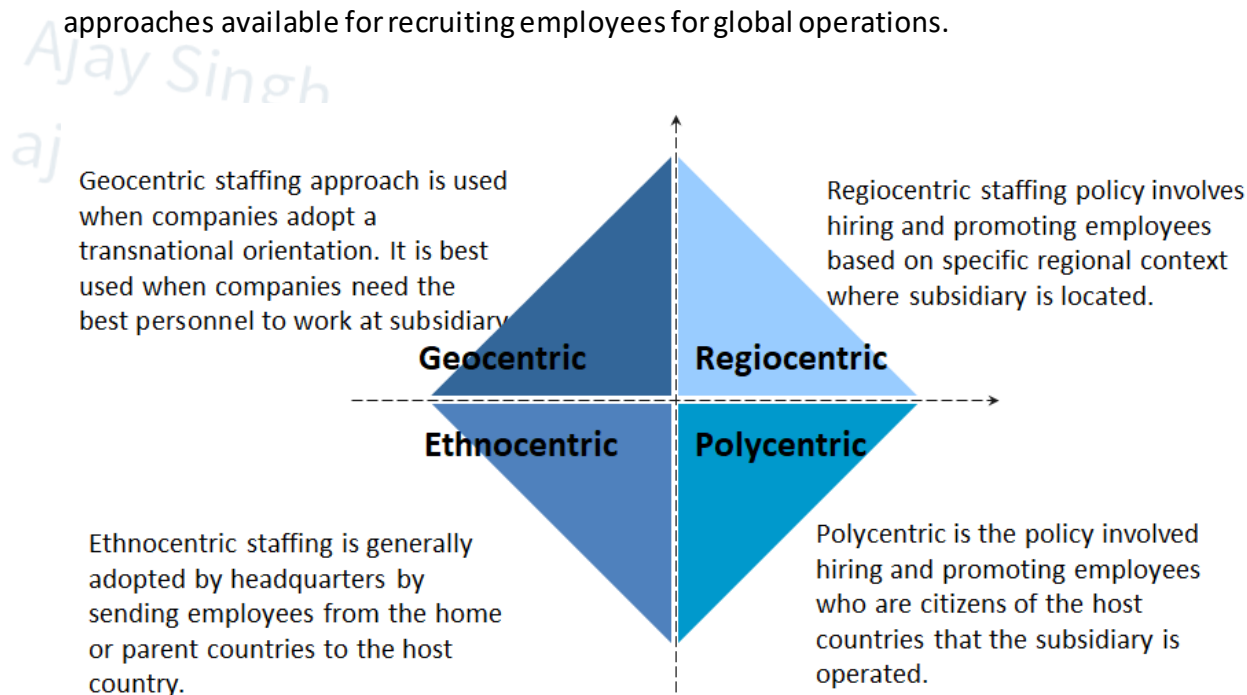 approaches available for recruiting employees for global operations.
Ajay Singh
aj
Geocentric staffing approach is used
when companies adopt a
transnational orientation. It is best
used when companies need the
best personnel to work at subsidiary
Regiocentric staffing policy involves
hiring and promoting employees
based on specific regional context
where subsidiary is located.
Geocentric
Regiocentric
Ethnocentric
Polycentric
Ethnocentric staffing is generally
adopted by headquarters by
sending employees from the home
or parent countries to the host
country.
Polycentric is the policy involved
hiring and promoting employees
who are citizens of the host
countries that the subsidiary is
operated.